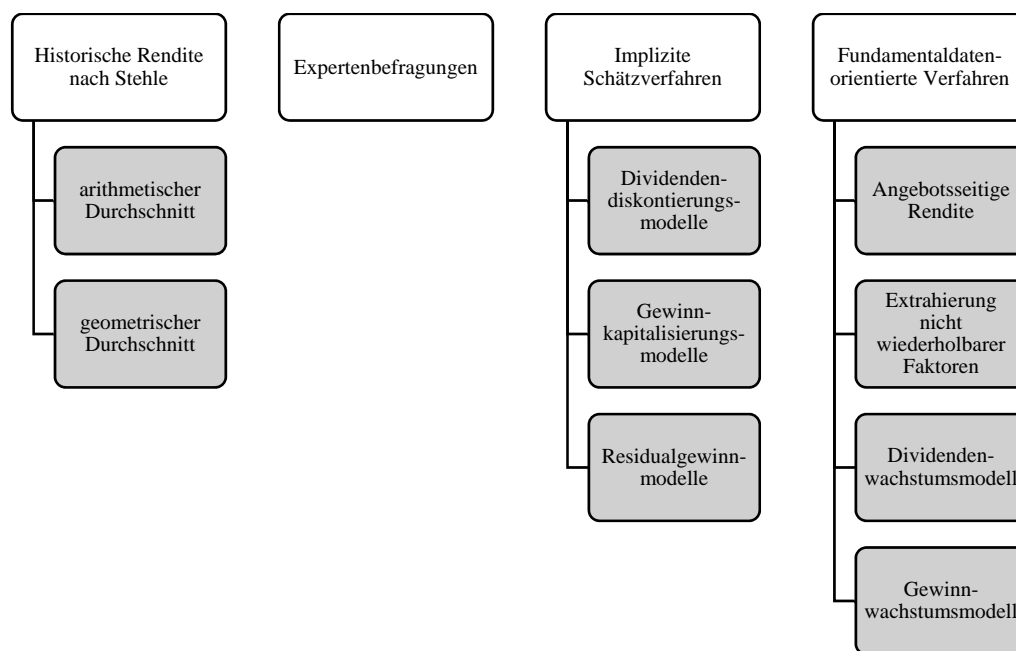 Historische Rendite
nach Stehle
arithmetischer
Durchschnitt
geometrischer
Durchschnitt
Expertenbefragungen
Implizite
Schätzverfahren
Dividenden-
diskontierungs-
modelle
Gewinn-
kapitalisierungs-
modelle
Residualgewinn-
modelle
Fundamentaldaten-
orientierte Verfahren
Angebotsseitige
Rendite
Extrahierung
nicht
wiederholbarer
Faktoren
Dividenden-
wachstumsmodell
Gewinn-
wachstumsmodell